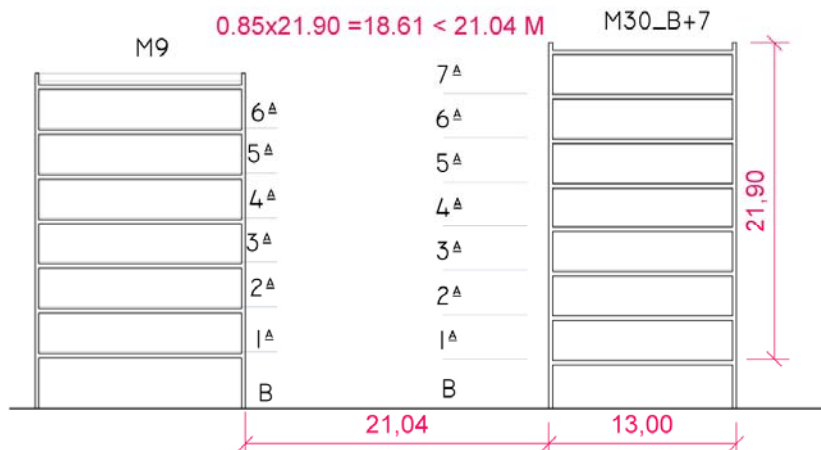 0.85x21.90 =18.61 < 21.04 M
M9
M30_B+7
6ª
5ª
4ª
3ª
2ª
1ª
B
7ª
6ª
5ª
4ª
3ª
2ª
1ª
B
21,90
21,04
13,00